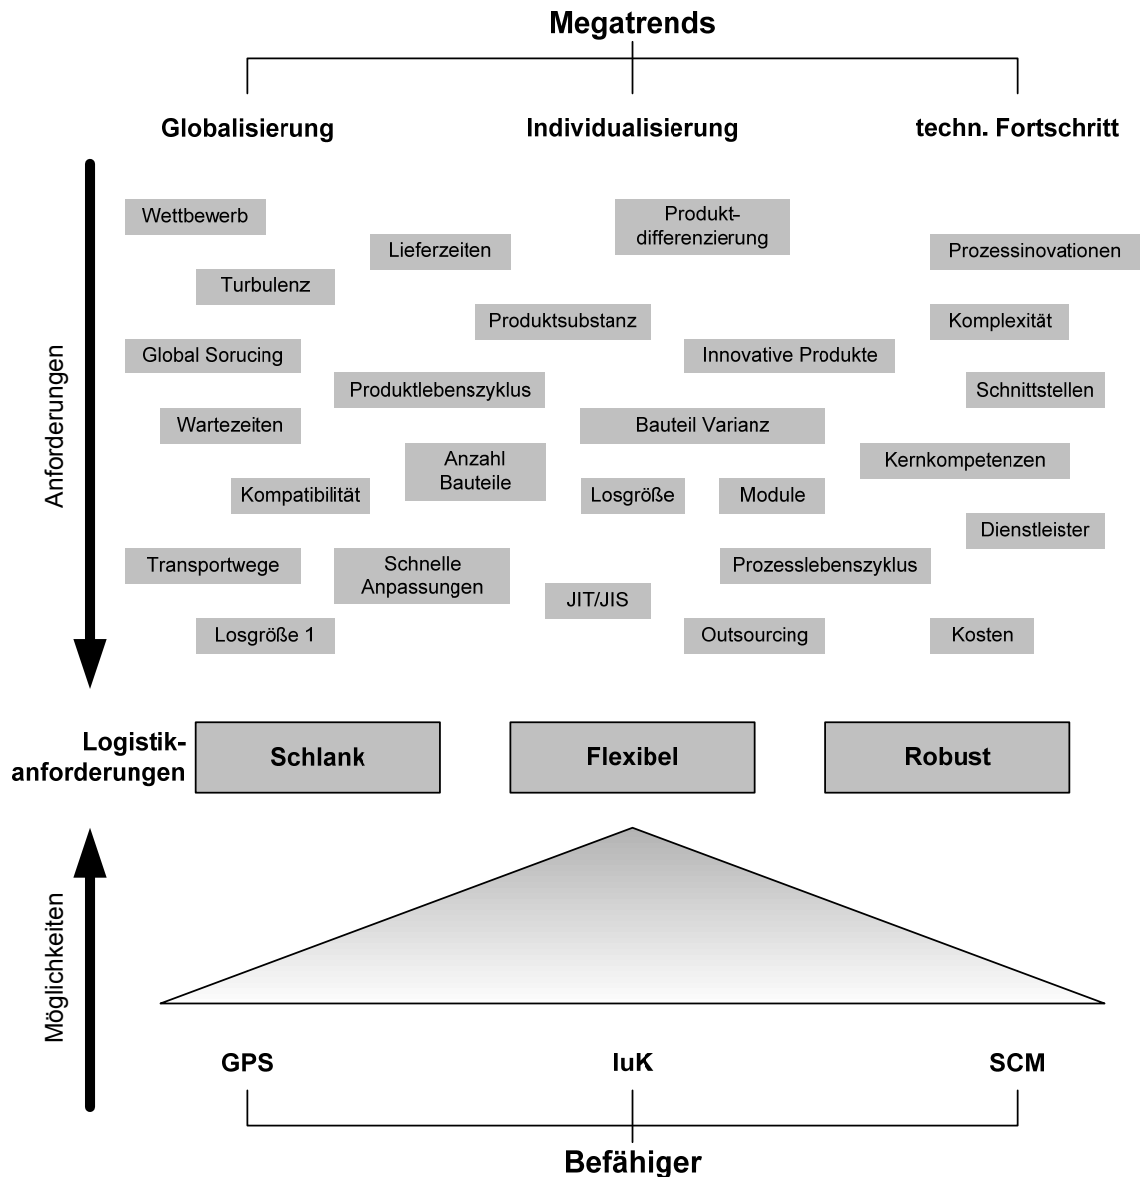 Megatrends
Globalisierung
Individualisierung
techn. Fortschritt
Anforderungen
Wettbewerb
Produkt-
differenzierung
Lieferzeiten
Prozessinovationen
Turbulenz
Produktsubstanz
Komplexität
Global Sorucing
Innovative Produkte
Produktlebenszyklus
Schnittstellen
Wartezeiten
Bauteil Varianz
Anzahl
Bauteile
Kernkompetenzen
Kompatibilität
Losgröße
Module
Dienstleister
Transportwege
Schnelle
Anpassungen
Prozesslebenszyklus
JIT/JIS
Losgröße 1
Outsourcing
Kosten
Logistik-
anforderungen
Schlank
Flexibel
Robust
Möglichkeiten
GPS
IuK
SCM
Befähiger